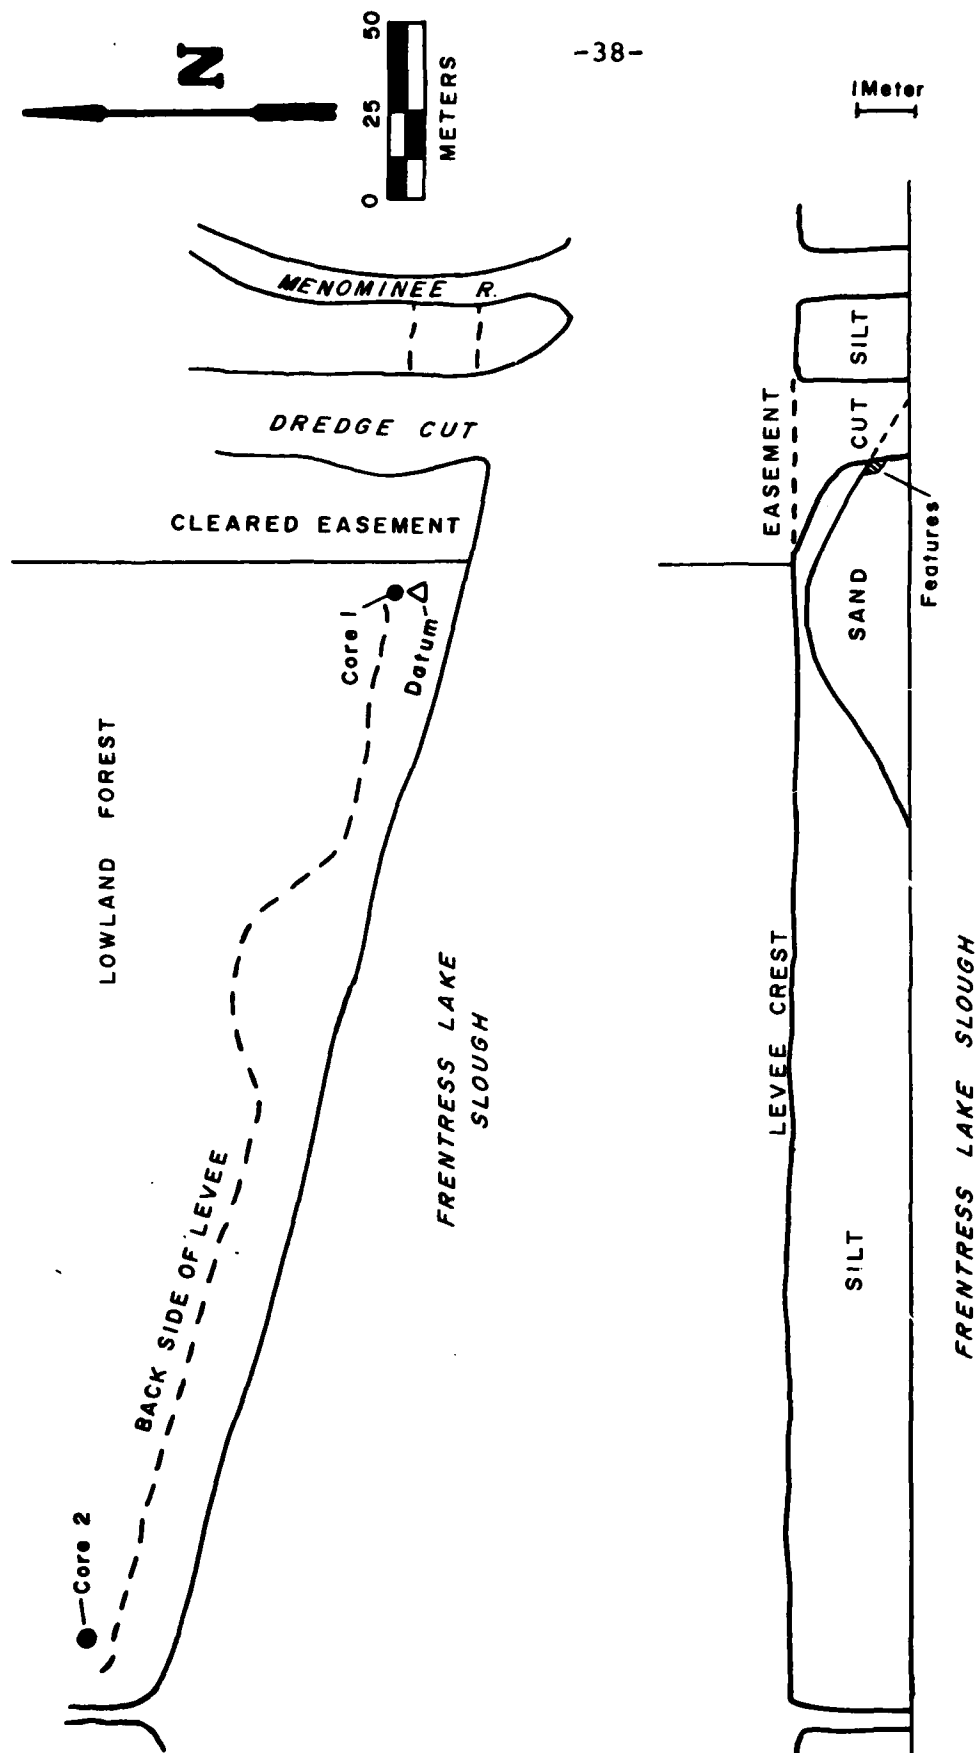 -38-
N
0 25 50
METERS
1 Meter
MENOMINEE R.
DREDGE CUT
CLEARED EASEMENT
LOWLAND FOREST
Core 1
Datum
BACK SIDE OF LEVEE
Core 2
FRENTRESS LAKE
SLOUGH
EASEMENT
CUT
SILT
SAND
Features
LEVEE CREST
SILT
FRENTRESS LAKE SLOUGH